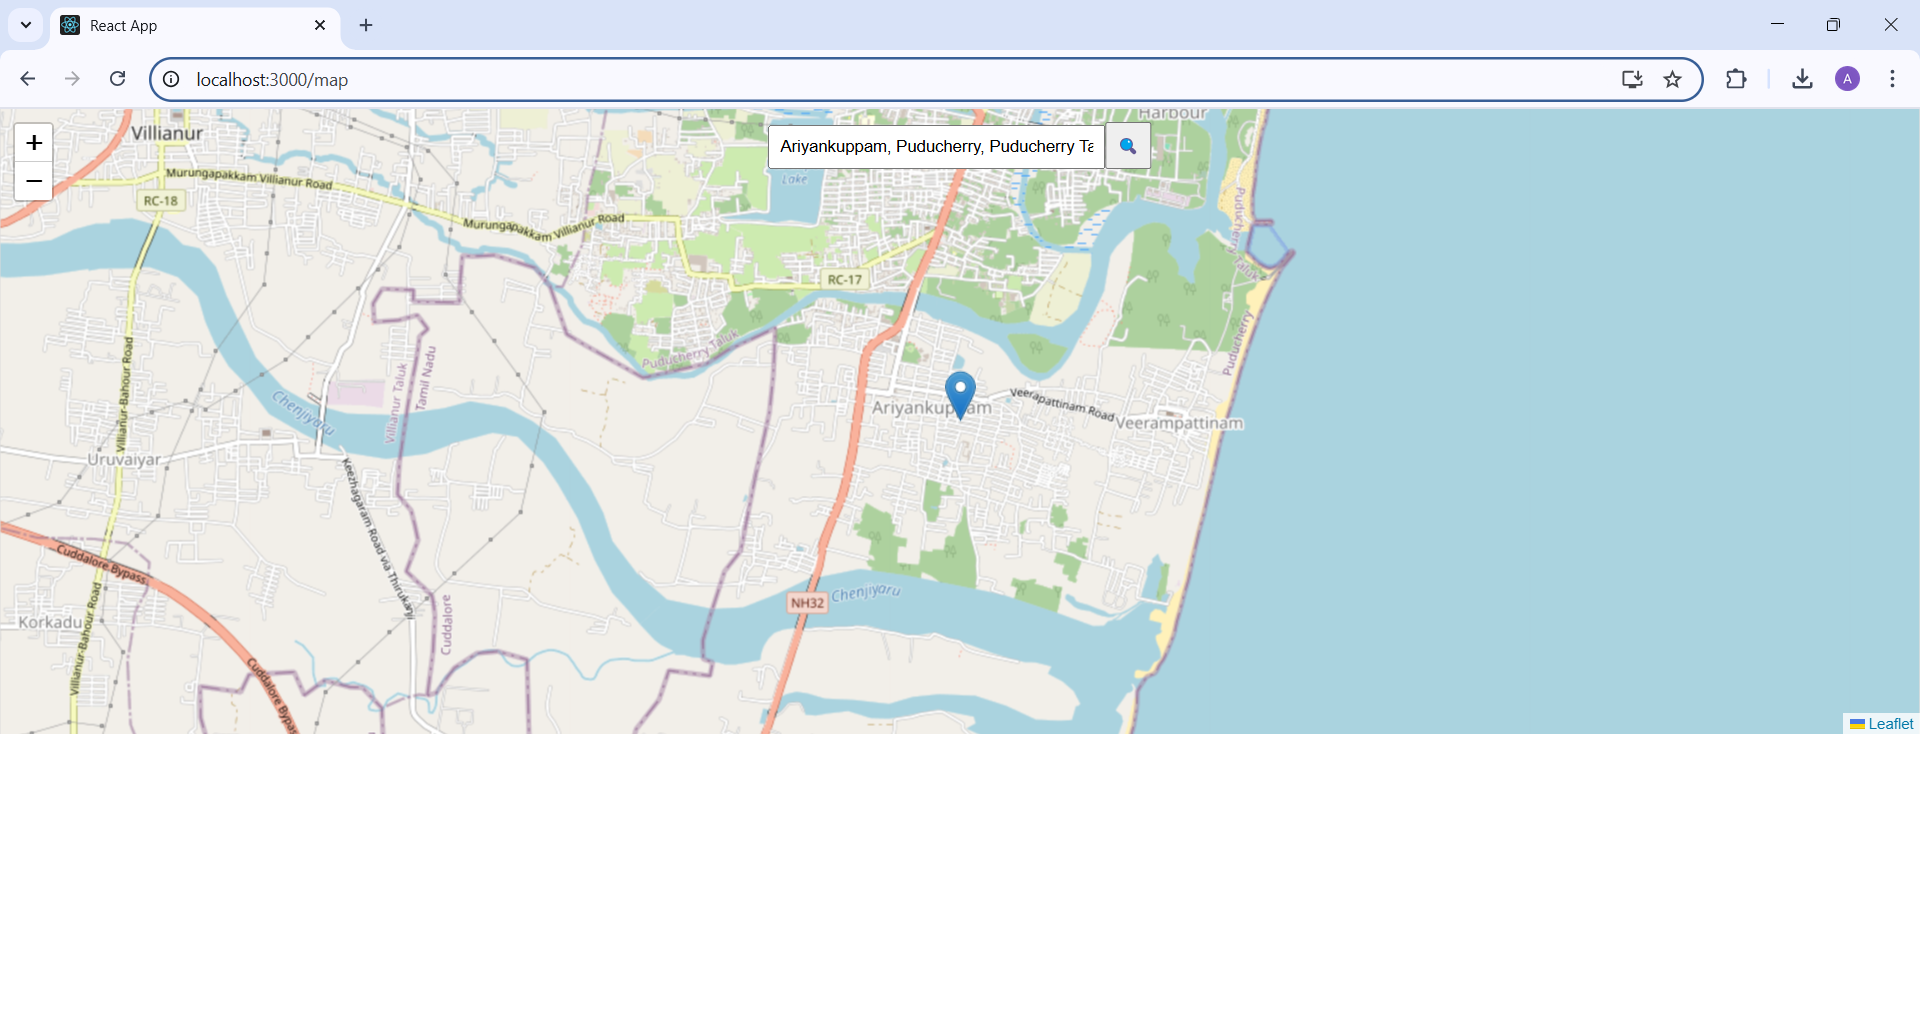 React App
localhost:3000/map
A
+
−
Ariyankuppam, Puducherry, Puducherry Ta
Harbour
Villianur
Murungapakkam Villianur Road
RC-18
Lake
Murungapakkam Villianur Road
Puducherry Taluk
RC-17
Puducherry Taluk
Puducherry
Villianur-Bahour Road
Villianur Taluk
Tamil Nadu
Chenjiyaru
Veerapattinam Road
Veerampattinam
Uruvaiyar
Keezhagaram Road via Thirukanji
Cuddalore Bypass
Villianur-Bahour Road
Korkadu
Cuddalore
NH32
Chenjiyaru
Cuddalore Bypas
Leaflet